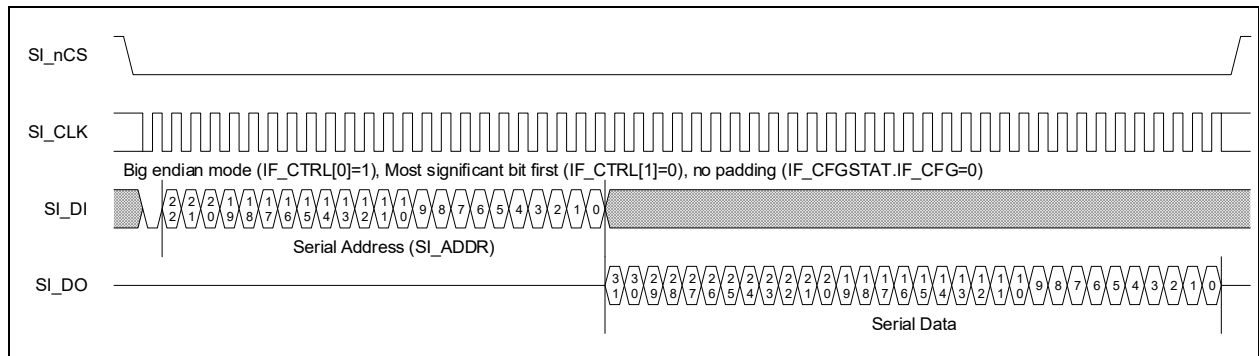 SI_nCS
SI_CLK
Big endian mode (IF_CTRL[0]=1), Most significant bit first (IF_CTRL[1]=0), no padding (IF_CFGSTAT.IF_CFG=0)
SI_DI
22 21 20 19 18 17 16 15 14 13 12 11 10 9 8 7 6 5 4 3 2 1 0
Serial Address (SI_ADDR)
SI_DO
31 30 29 28 27 26 25 24 23 22 21 20 19 18 17 16 15 14 13 12 11 10 9 8 7 6 5 4 3 2 1 0
Serial Data